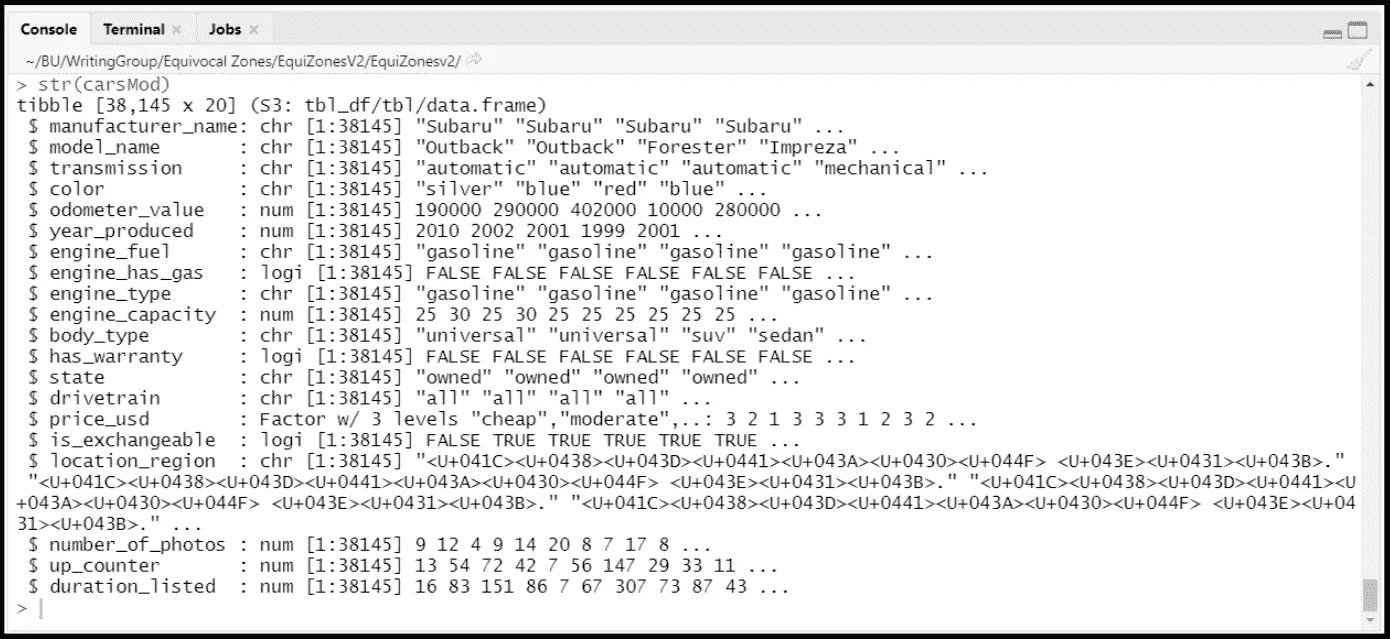 Console Terminal Jobs
~/BU/WritingGroup/Equivocal Zones/EquiZonesV2/EquiZonesv2/
> str(carsMod)
tibble [38,145 x 20] (S3: tbl_df/tbl/data.frame)
 $ manufacturer_name: chr [1:38145] "Subaru" "Subaru" "Subaru" "Subaru" ...
 $ model_name       : chr [1:38145] "Outback" "Outback" "Forester" "Impreza" ...
 $ transmission     : chr [1:38145] "automatic" "automatic" "automatic" "mechanical" ...
 $ color            : chr [1:38145] "silver" "blue" "red" "blue" ...
 $ odometer_value   : num [1:38145] 190000 290000 402000 10000 280000 ...
 $ year_produced    : num [1:38145] 2010 2002 2001 1999 2001 ...
 $ engine_fuel      : chr [1:38145] "gasoline" "gasoline" "gasoline" "gasoline" ...
 $ engine_has_gas   : logi [1:38145] FALSE FALSE FALSE FALSE FALSE FALSE ...
 $ engine_type      : chr [1:38145] "gasoline" "gasoline" "gasoline" "gasoline" ...
 $ engine_capacity  : num [1:38145] 25 30 25 30 25 25 25 25 25 25 ...
 $ body_type        : chr [1:38145] "universal" "universal" "suv" "sedan" ...
 $ has_warranty     : logi [1:38145] FALSE FALSE FALSE FALSE FALSE FALSE ...
 $ state            : chr [1:38145] "owned" "owned" "owned" "owned" ...
 $ drivetrain       : chr [1:38145] "all" "all" "all" "all" ...
 $ price_usd        : Factor w/ 3 levels "cheap","moderate",..: 3 2 1 3 3 3 1 2 3 2 ...
 $ is_exchangeable  : logi [1:38145] FALSE TRUE TRUE TRUE TRUE TRUE ...
 $ location_region  : chr [1:38145] "<U+041C><U+0438><U+043D><U+0441><U+043A><U+0430><U+044F> <U+043E><U+0431><U+043B>."
 "<U+041C><U+0438><U+043D><U+0441><U+043A><U+0430><U+044F> <U+043E><U+0431><U+043B>." "<U+041C><U+0438><U+043D><U+0441><U
+043A><U+0430><U+044F> <U+043E><U+0431><U+043B>." "<U+041C><U+0438><U+043D><U+0441><U+043A><U+0430><U+044F> <U+043E><U+04
31><U+043B>." ...
 $ number_of_photos : num [1:38145] 9 12 4 9 14 20 8 7 17 8 ...
 $ up_counter       : num [1:38145] 13 54 72 42 7 56 147 29 33 11 ...
 $ duration_listed  : num [1:38145] 16 83 151 86 7 67 307 73 87 43 ...
>